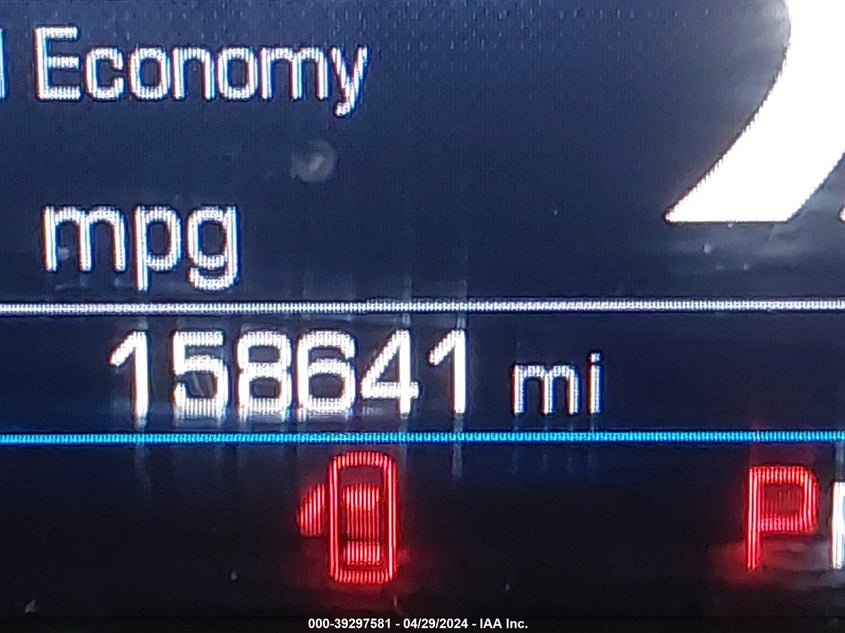 Economy
mpg
158641 mi
P
000-39297581 - 04/29/2024 - IAA Inc.